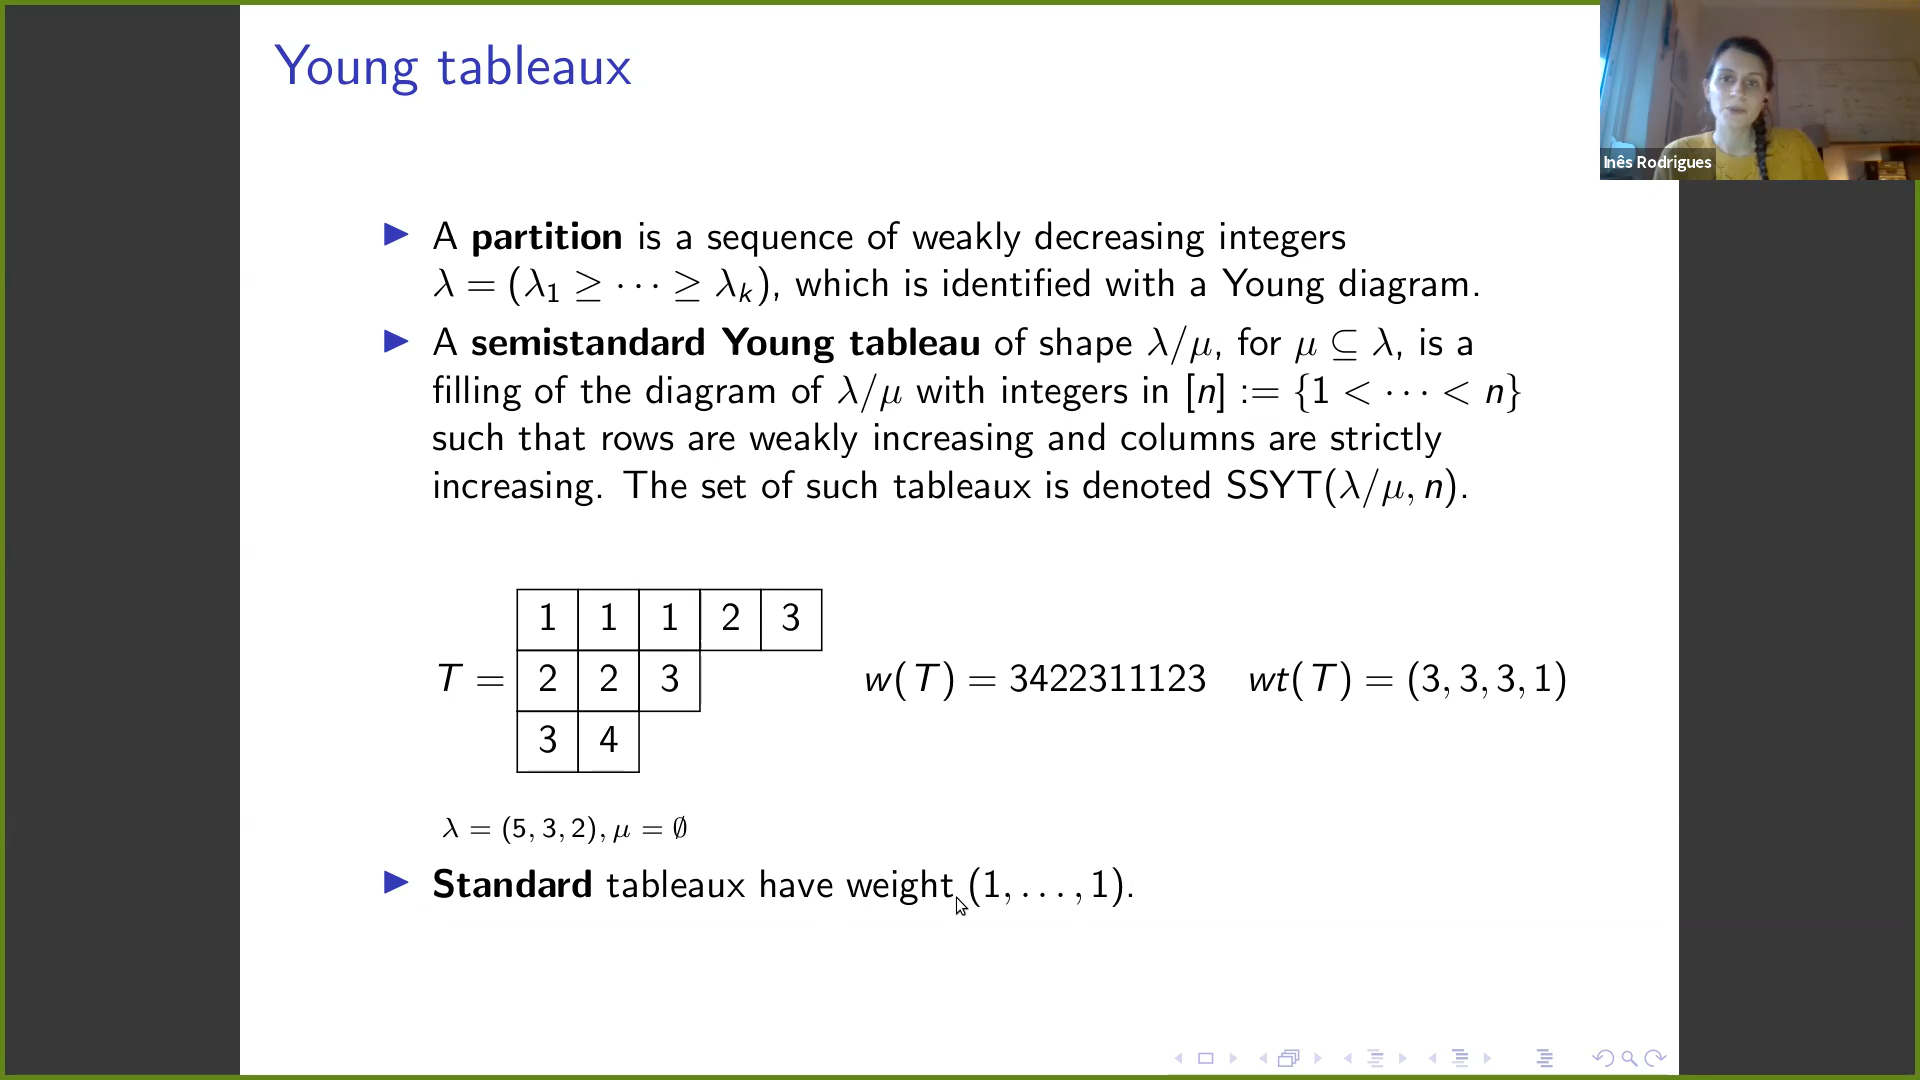 Young tableaux
Inês Rodrigues
▶ A partition is a sequence of weakly decreasing integers
λ = (λ₁ ≥ ··· ≥ λₖ), which is identified with a Young diagram.
▶ A semistandard Young tableau of shape λ/μ, for μ ⊆ λ, is a
filling of the diagram of λ/μ with integers in [n] := {1 < ··· < n}
such that rows are weakly increasing and columns are strictly
increasing. The set of such tableaux is denoted SSYT(λ/μ, n).
1 1 1 2 3
T = 2 2 3 w(T) = 3422311123 wt(T) = (3, 3, 3, 1)
3 4
λ = (5, 3, 2), μ = ∅
▶ Standard tableaux have weight (1, . . . , 1).